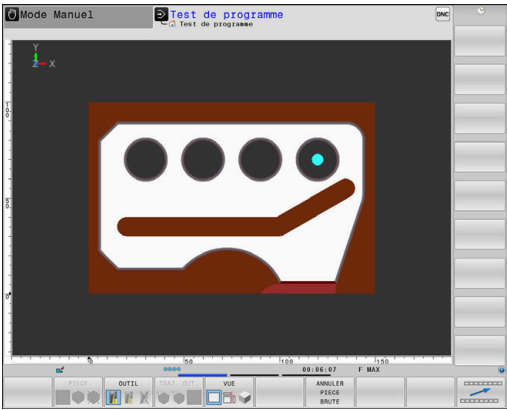 Mode Manuel
Test de programme
Test de programme
DNC
Y
Z X
100
50
0
0 50 100 150
00:06:07 F MAX
PIECE OUTIL TRAJ. OUT. VUE ANNULER
PIECE
BRUTE